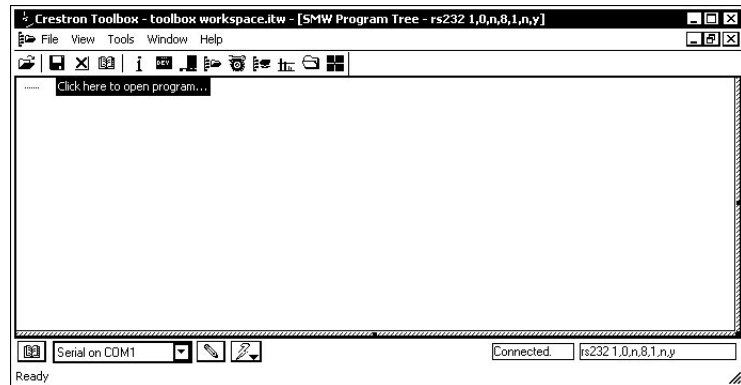 Crestron Toolbox - toolbox workspace.itw - [SMW Program Tree - rs232 1,0,n,8,1,n,y]
File View Tools Window Help
i DEV
Click here to open program...
Serial on COM1 Connected. rs232 1,0,n,8,1,n,y
Ready